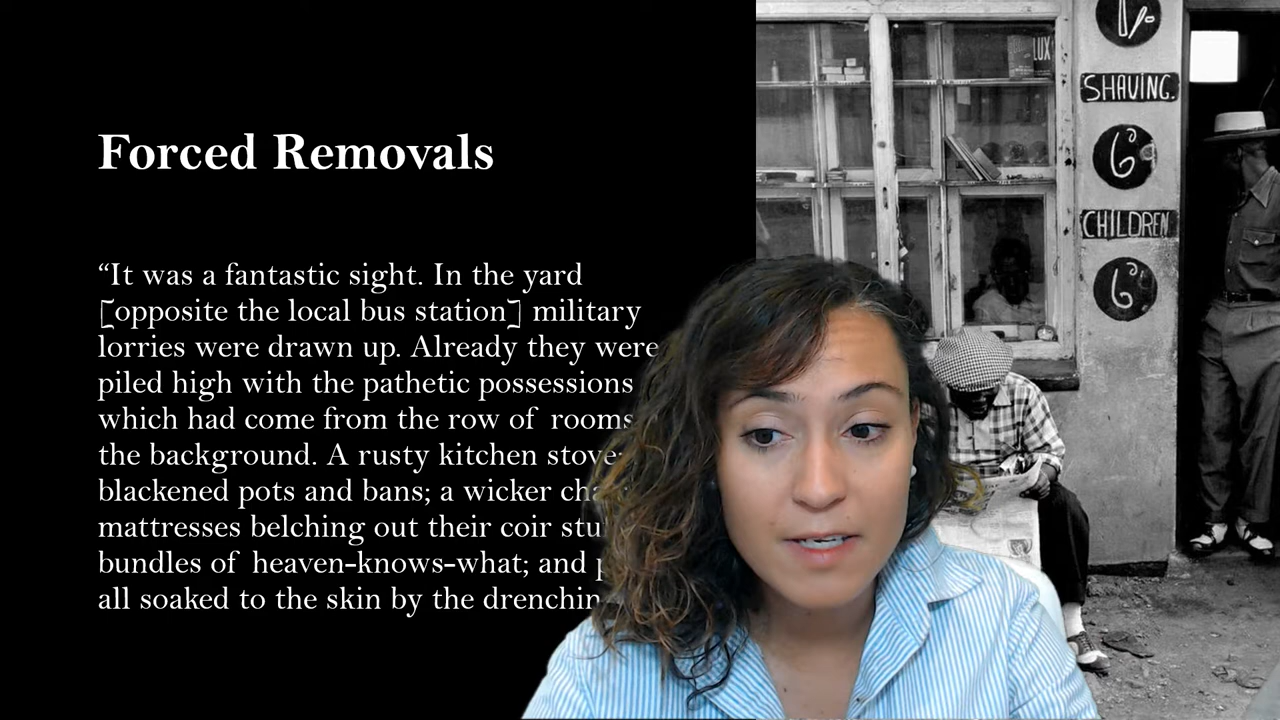 Forced Removals
“It was a fantastic sight. In the yard
[opposite the local bus station] military
lorries were drawn up. Already they were
piled high with the pathetic possessions
which had come from the row of rooms
the background. A rusty kitchen stove
blackened pots and bans; a wicker
mattresses belching out their coir
bundles of heaven-knows-what; and
all soaked to the skin by the
LUX
1/-
SHAVING.
6D
CHILDREN
6D